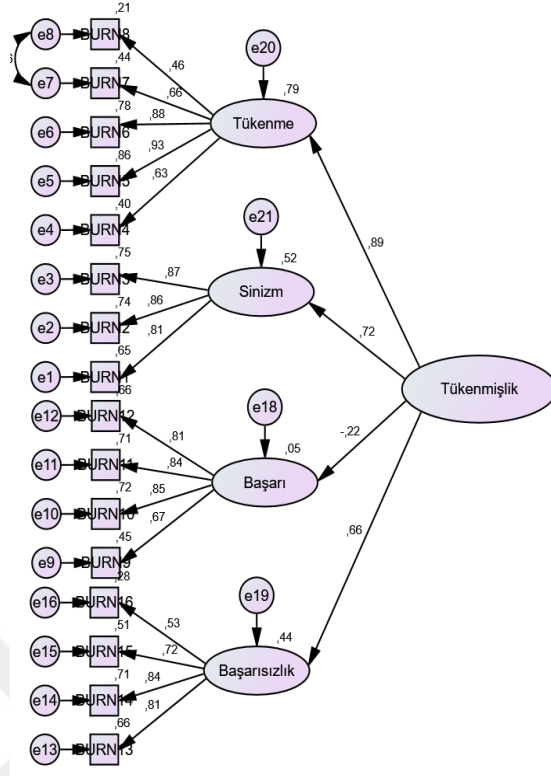 ,21
e8 BURN8
,46
e20
,44
e7 BURN7
,66
,79
,78
e6 BURN6
,88
Tükenme
,86
e5 BURN5
,93
,40
e4 BURN4
,63
,89
,75
e3 BURN3
,87
e21
,52
,74
e2 BURN2
,86
Sinizm
,65
e1 BURN1
,81
,72
Tükenmişlik
,66
e12 BURN12
,81
e18
-,22
,71
e11 BURN11
,84
,05
,72
e10 BURN10
,85
Başarı
,45
e9 BURN9
,67
,66
,28
e16 BURN16
,53
e19
,51
e15 BURN15
,72
,44
,71
e14 BURN14
,84
Başarısızlık
,66
e13 BURN13
,81